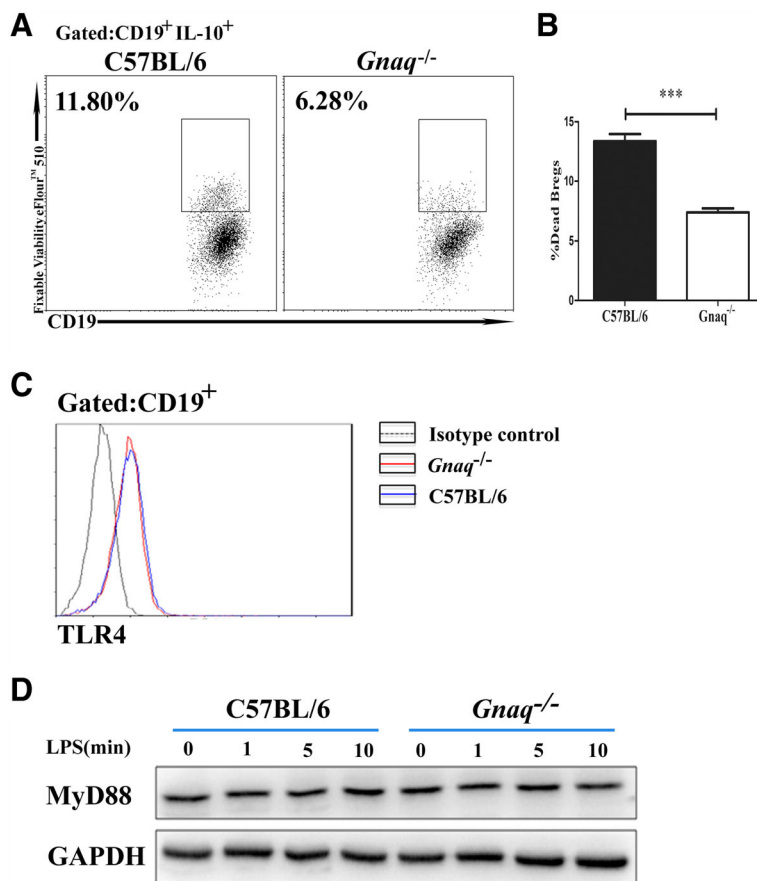 A
Gated:CD19+ IL-10+
C57BL/6
Gnaq-/-
11.80%
6.28%
Fixable Viability eFlour™ 510
CD19
B
***
%Dead Bregs
15
10
5
0
C57BL/6
Gnaq-/-
C
Gated:CD19+
Isotype control
Gnaq-/-
C57BL/6
TLR4
D
C57BL/6
Gnaq-/-
LPS(min) 0 1 5 10 0 1 5 10
MyD88
GAPDH